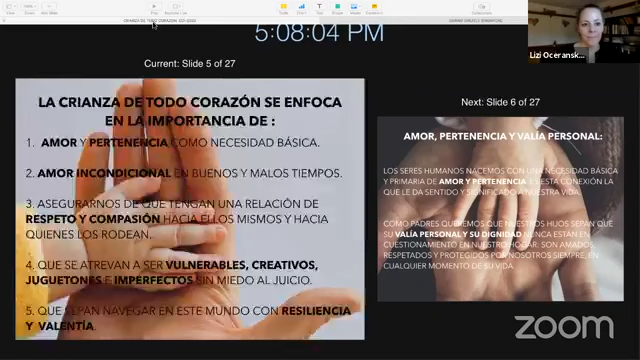 5:08:04 PM
Lizi Oceransk...
Current: Slide 5 of 27
LA CRIANZA DE TODO CORAZÓN SE ENFOCA
EN LA IMPORTANCIA DE :
1. AMOR Y PERTENENCIA COMO NECESIDAD BÁSICA.
2. AMOR INCONDICIONAL EN BUENOS Y MALOS TIEMPOS.
3. ASEGURARNOS DE QUE TENGAN UNA RELACIÓN DE
RESPETO Y COMPASIÓN HACIA ELLOS MISMOS Y HACIA
QUIENES LOS RODEAN.
4. QUE SE ATREVAN A SER VULNERABLES, CREATIVOS,
JUGUETONES E IMPERFECTOS SIN MIEDO AL JUICIO.
5. QUE SEPAN NAVEGAR EN ESTE MUNDO CON RESILIENCIA
Y VALENTÍA.
Next: Slide 6 of 27
AMOR, PERTENENCIA Y VALÍA PERSONAL:
LOS SERES HUMANOS NACEMOS CON UNA NECESIDAD BÁSICA
Y PRIMARIA DE AMOR Y PERTENENCIA. ES ESTA CONEXIÓN LA
QUE LE DA SENTIDO Y SIGNIFICADO A NUESTRA VIDA.
COMO PADRES QUEREMOS QUE NUESTROS HIJOS SEPAN QUE
SU VALÍA PERSONAL Y SU DIGNIDAD NUNCA ESTÁN EN
CUESTIONAMIENTO EN NUESTRO HOGAR: SON AMADOS,
RESPETADOS Y PROTEGIDOS POR NOSOTROS SIEMPRE, EN
CUALQUIER MOMENTO DE SU VIDA.
zoom